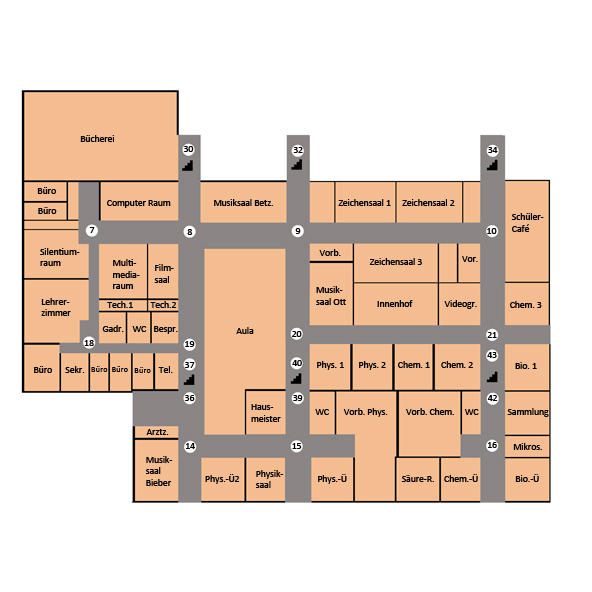 Bücherei
30
32
34
Büro
Büro
Computer Raum
Musiksaal Betz.
Zeichensaal 1
Zeichensaal 2
Schüler-
Café
7
8
9
10
Silentium-
raum
Multi-
media-
raum
Film-
saal
Vorb.
Zeichensaal 3
Vor.
Lehrer-
zimmer
Tech.1
Tech.2
Musik-
saal Ott
Innenhof
Videogr.
Chem. 3
Gadr.
WC
Bespr.
Aula
20
21
18
19
Büro
Sekr.
Büro
Büro
Büro
Tel.
37
40
Phys. 1
Phys. 2
Chem. 1
Chem. 2
43
Bio. 1
36
39
42
Haus-
meister
WC
Vorb. Phys.
Vorb. Chem.
WC
Sammlung
Arztz.
14
15
16
Mikros.
Musik-
saal
Bieber
Phys.-Ü2
Physik-
saal
Phys.-Ü
Säure-R.
Chem.-Ü
Bio.-Ü